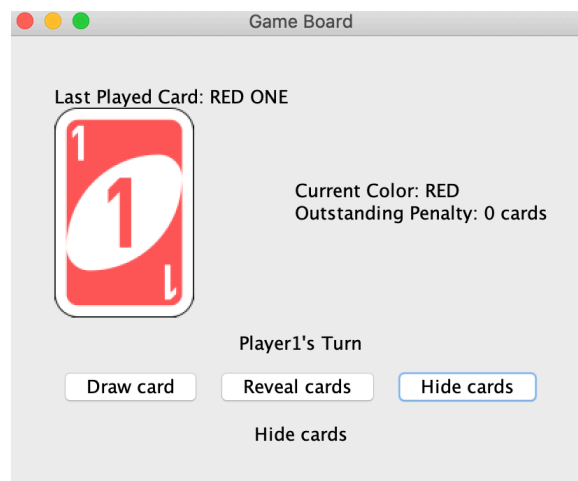 Game Board
Last Played Card: RED ONE
1
1
1
Current Color: RED
Outstanding Penalty: 0 cards
Player1's Turn
Draw card
Reveal cards
Hide cards
Hide cards